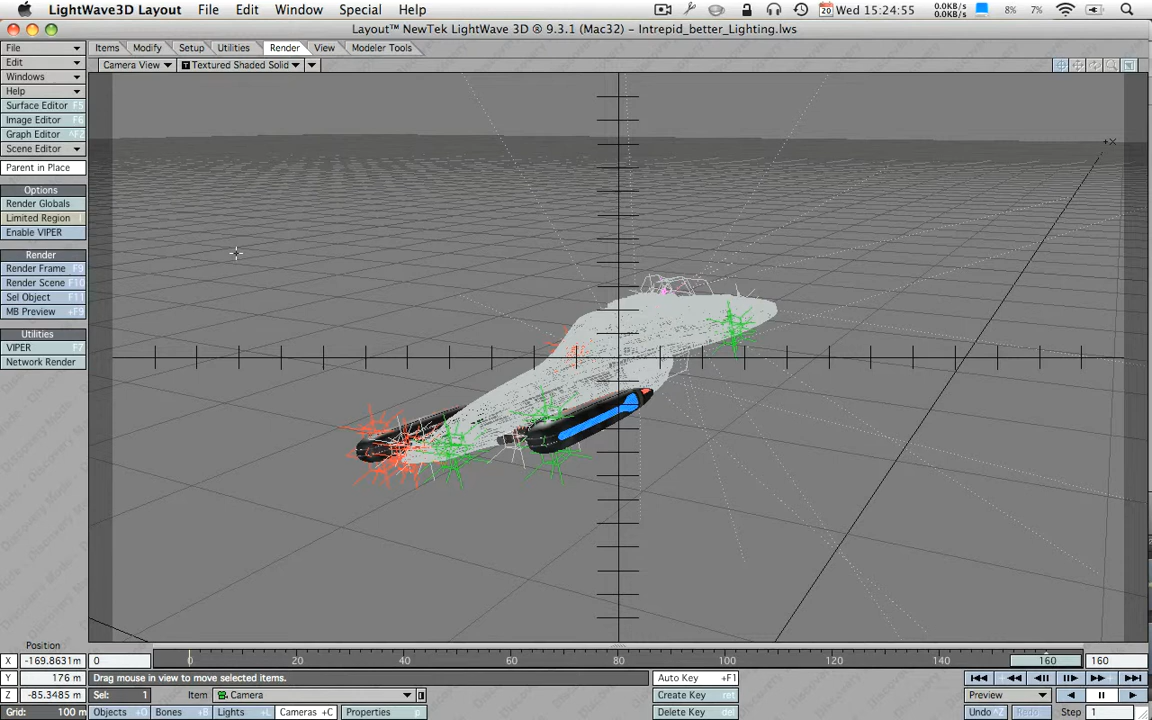 LightWave3D Layout File Edit Window Special Help 20 Wed 15:24:55 0.0KB/s 0.0KB/s 8% 7%
Layout™ NewTek LightWave 3D ® 9.3.1 (Mac32) - Intrepid_better_Lighting.lws
File Items Modify Setup Utilities Render View Modeler Tools
Edit Camera View Textured Shaded Solid
Windows
Help
Surface Editor F5
Image Editor F6
Graph Editor ^F2
Scene Editor
Parent in Place
Options
Render Globals
Limited Region l
Enable VIPER
Render
Render Frame F9
Render Scene F10
Sel Object F11
MB Preview +F9
Utilities
VIPER F7
Network Render
+X
Position
X -169.8631m 0 0 20 40 60 80 100 120 140 160 160
Y 176 m Drag mouse in view to move selected items. Auto Key +F1
Z -85.3485m Sel: 1 Item Camera Create Key ret Preview
Grid: 100 m Objects +O Bones +B Lights +L Cameras +C Properties p Delete Key del Undo ^Z Redo Step 1